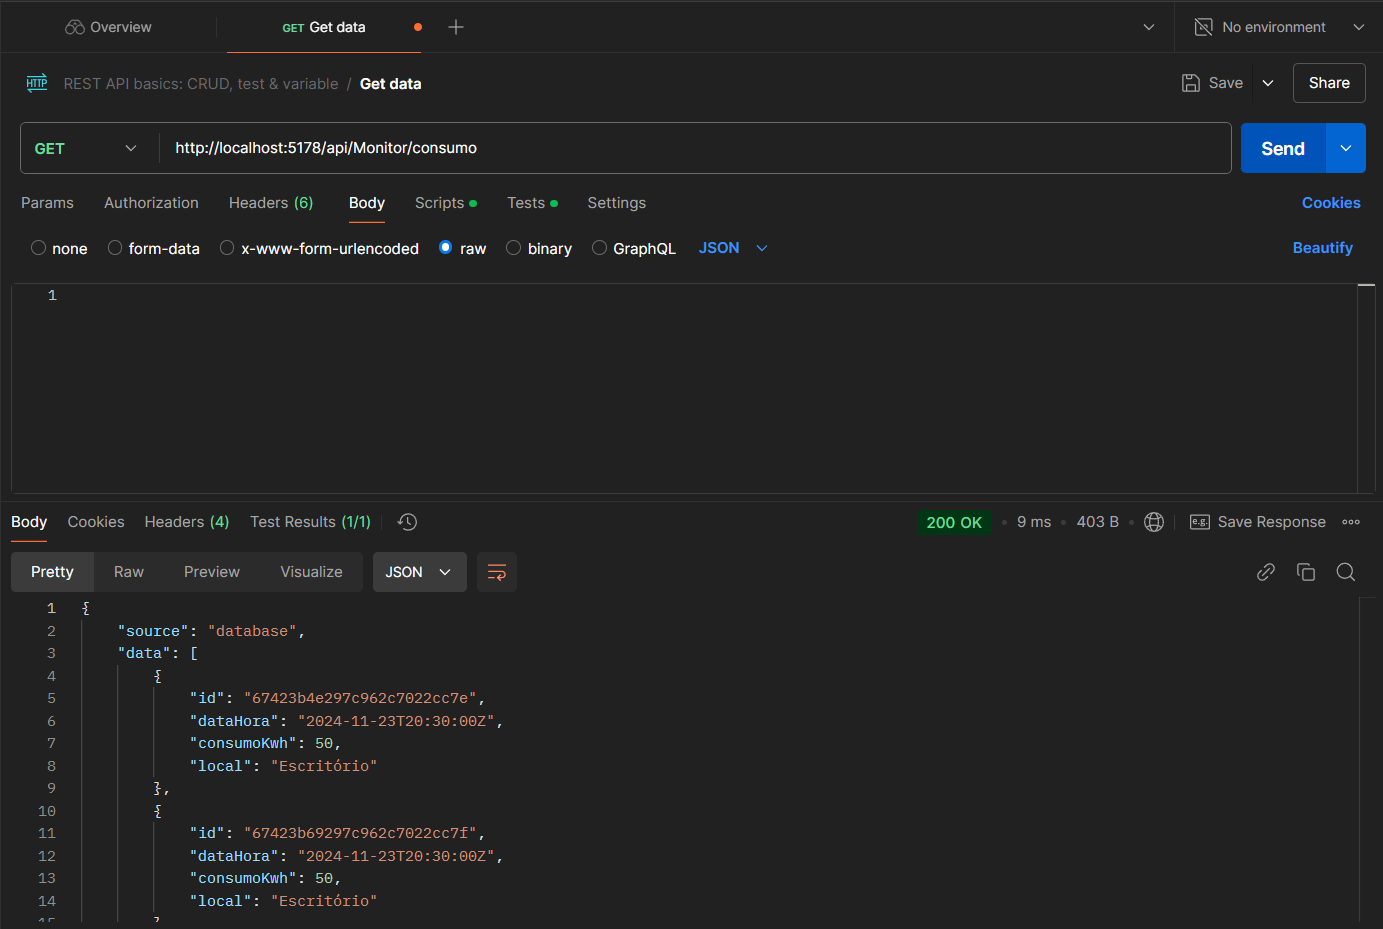 Overview
GET Get data
No environment
HTTP REST API basics: CRUD, test & variable / Get data
Save
Share
GET http://localhost:5178/api/Monitor/consumo
Send
Params Authorization Headers (6) Body Scripts Tests Settings Cookies
none form-data x-www-form-urlencoded raw binary GraphQL JSON Beautify
1
Body Cookies Headers (4) Test Results (1/1) 200 OK 9 ms 403 B e.g. Save Response
Pretty Raw Preview Visualize JSON
1 {
2 "source": "database",
3 "data": [
4 {
5 "id": "67423b4e297c962c7022cc7e",
6 "dataHora": "2024-11-23T20:30:00Z",
7 "consumoKwh": 50,
8 "local": "Escritório"
9 },
10 {
11 "id": "67423b69297c962c7022cc7f",
12 "dataHora": "2024-11-23T20:30:00Z",
13 "consumoKwh": 50,
14 "local": "Escritório"
15 }